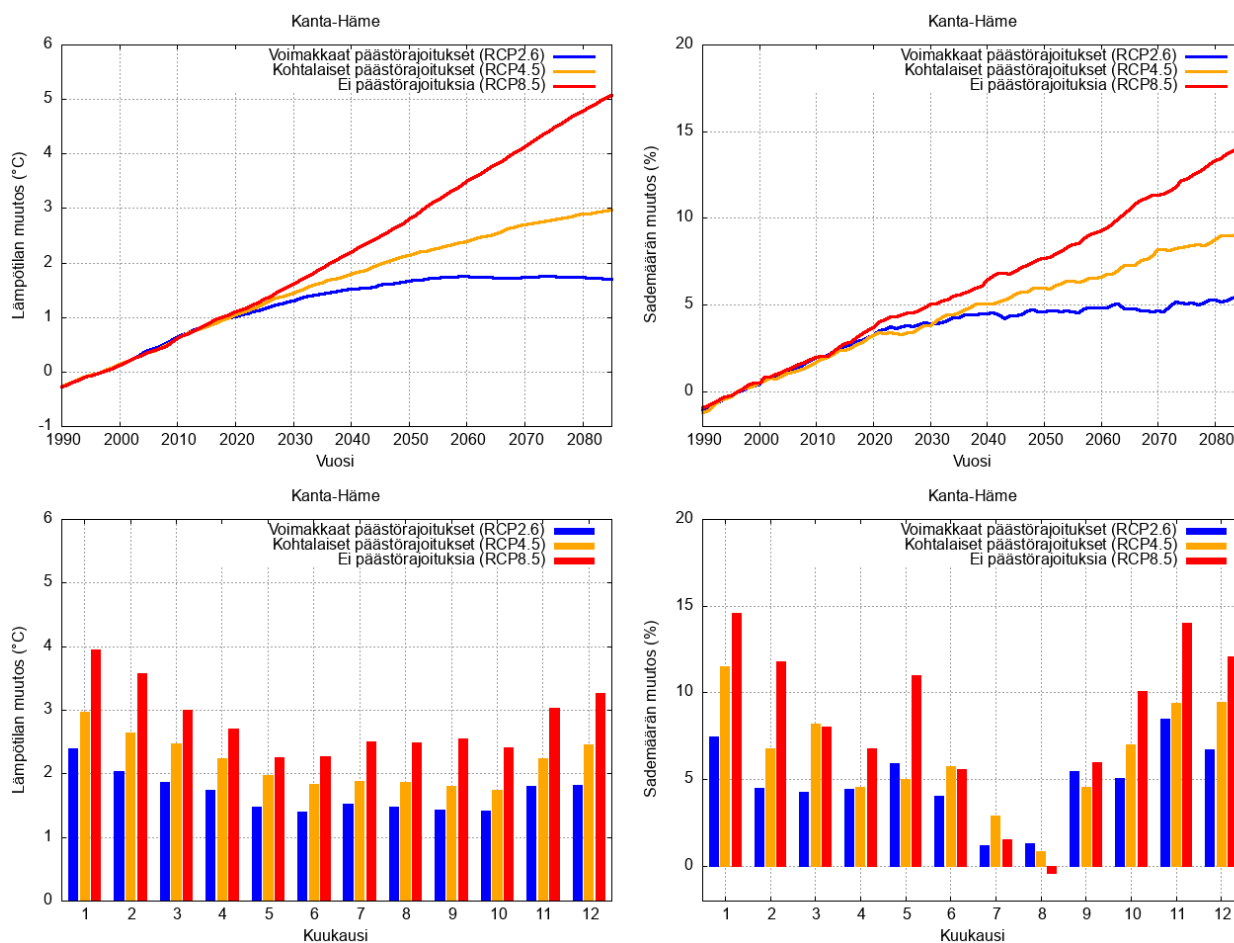 Kanta-Häme
6
5
4
3
2
1
0
-1
Lämpötilan muutos (°C)
Voimakkaat päästörajoitukset (RCP2.6)
Kohtalaiset päästörajoitukset (RCP4.5)
Ei päästörajoituksia (RCP8.5)
1990 2000 2010 2020 2030 2040 2050 2060 2070 2080
Vuosi
Kanta-Häme
20
15
10
5
0
Sademäärän muutos (%)
Voimakkaat päästörajoitukset (RCP2.6)
Kohtalaiset päästörajoitukset (RCP4.5)
Ei päästörajoituksia (RCP8.5)
1990 2000 2010 2020 2030 2040 2050 2060 2070 2080
Vuosi
Kanta-Häme
6
5
4
3
2
1
0
Lämpötilan muutos (°C)
Voimakkaat päästörajoitukset (RCP2.6)
Kohtalaiset päästörajoitukset (RCP4.5)
Ei päästörajoituksia (RCP8.5)
1 2 3 4 5 6 7 8 9 10 11 12
Kuukausi
Kanta-Häme
20
15
10
5
0
Sademäärän muutos (%)
Voimakkaat päästörajoitukset (RCP2.6)
Kohtalaiset päästörajoitukset (RCP4.5)
Ei päästörajoituksia (RCP8.5)
1 2 3 4 5 6 7 8 9 10 11 12
Kuukausi